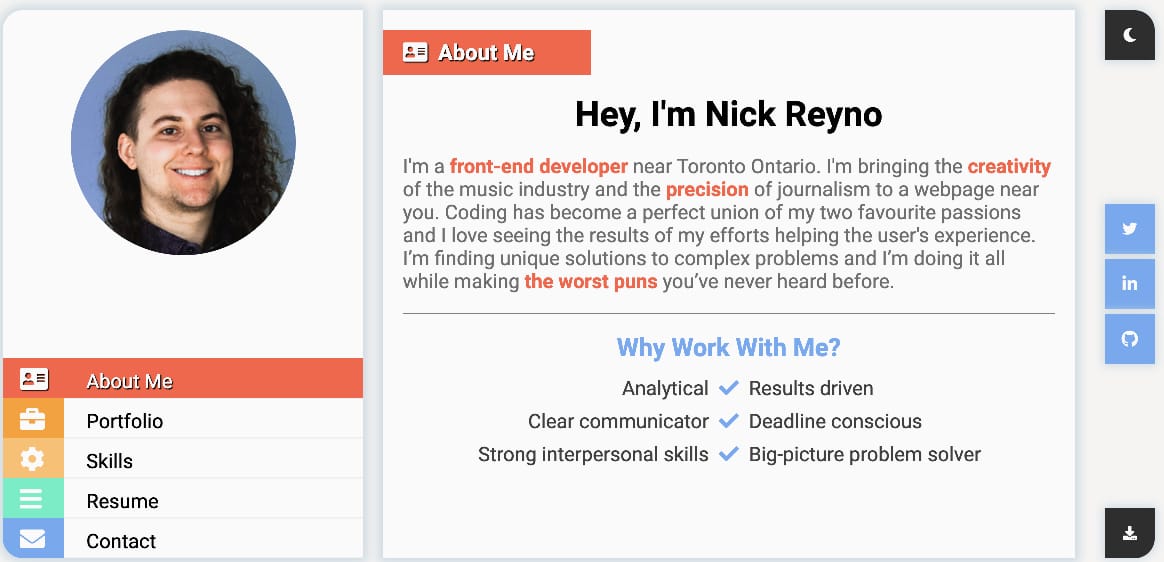 About Me
Portfolio
Skills
Resume
Contact
About Me
Hey, I'm Nick Reyno
I'm a front-end developer near Toronto Ontario. I'm bringing the creativity
of the music industry and the precision of journalism to a webpage near
you. Coding has become a perfect union of my two favourite passions
and I love seeing the results of my efforts helping the user's experience.
I’m finding unique solutions to complex problems and I’m doing it all
while making the worst puns you’ve never heard before.
Why Work With Me?
Analytical Results driven
Clear communicator Deadline conscious
Strong interpersonal skills Big-picture problem solver
in